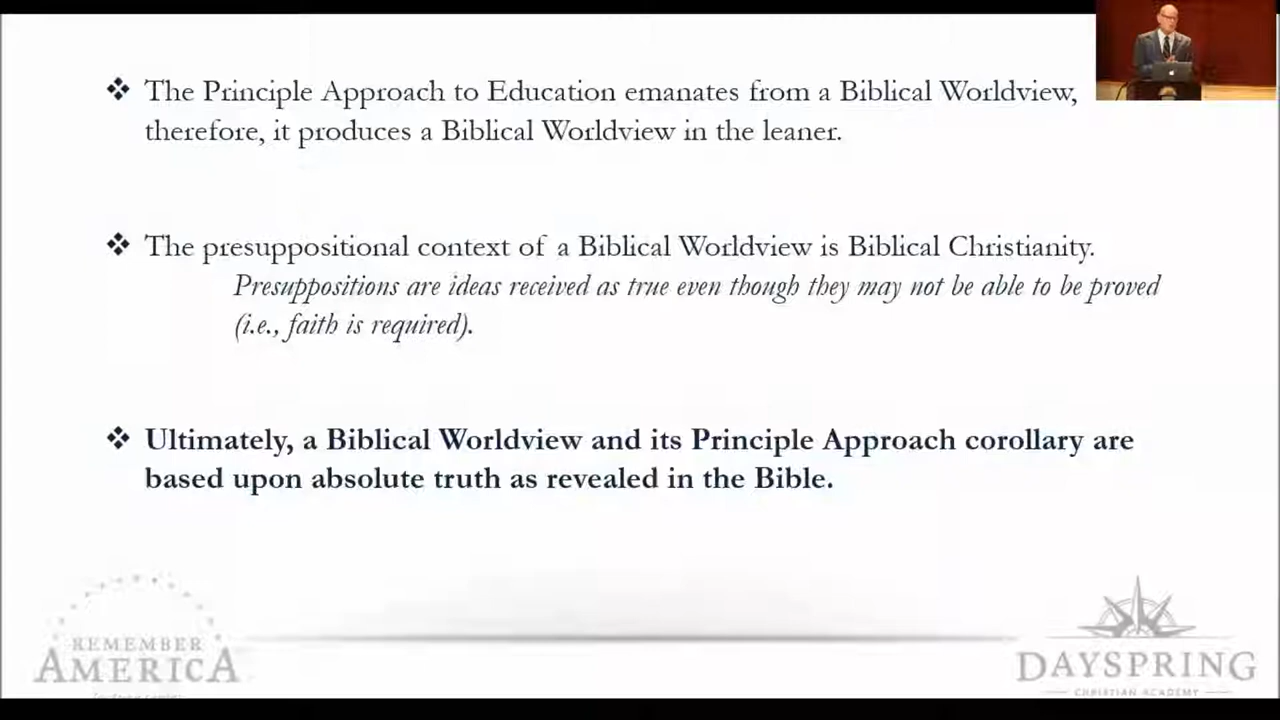 ❖ The Principle Approach to Education emanates from a Biblical Worldview,
therefore, it produces a Biblical Worldview in the leaner.
❖ The presuppositional context of a Biblical Worldview is Biblical Christianity.
Presuppositions are ideas received as true even though they may not be able to be proved
(i.e., faith is required).
❖ Ultimately, a Biblical Worldview and its Principle Approach corollary are
based upon absolute truth as revealed in the Bible.
REMEMBER
AMERICA
DAYSPRING
CHRISTIAN ACADEMY